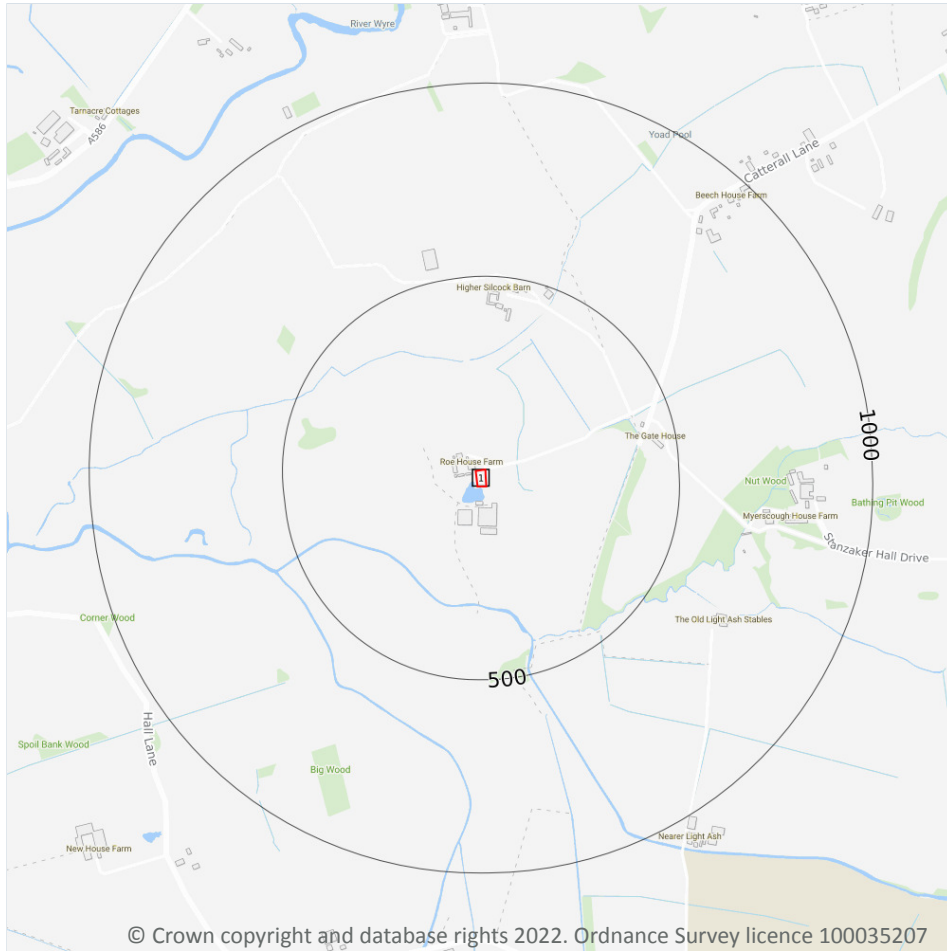 River Wyre
Tarnacre Cottages
A586
Yoad Pool
Catterall Lane
Beech House Farm
Higher Silcock Barn
1000
The Gate House
Roe House Farm
1
Nut Wood
Bathing Pit Wood
Myerscough House Farm
Stanzaker Hall Drive
Corner Wood
The Old Light Ash Stables
500
Hall Lane
Spoil Bank Wood
Big Wood
Nearer Light Ash
New House Farm
© Crown copyright and database rights 2022. Ordnance Survey licence 100035207